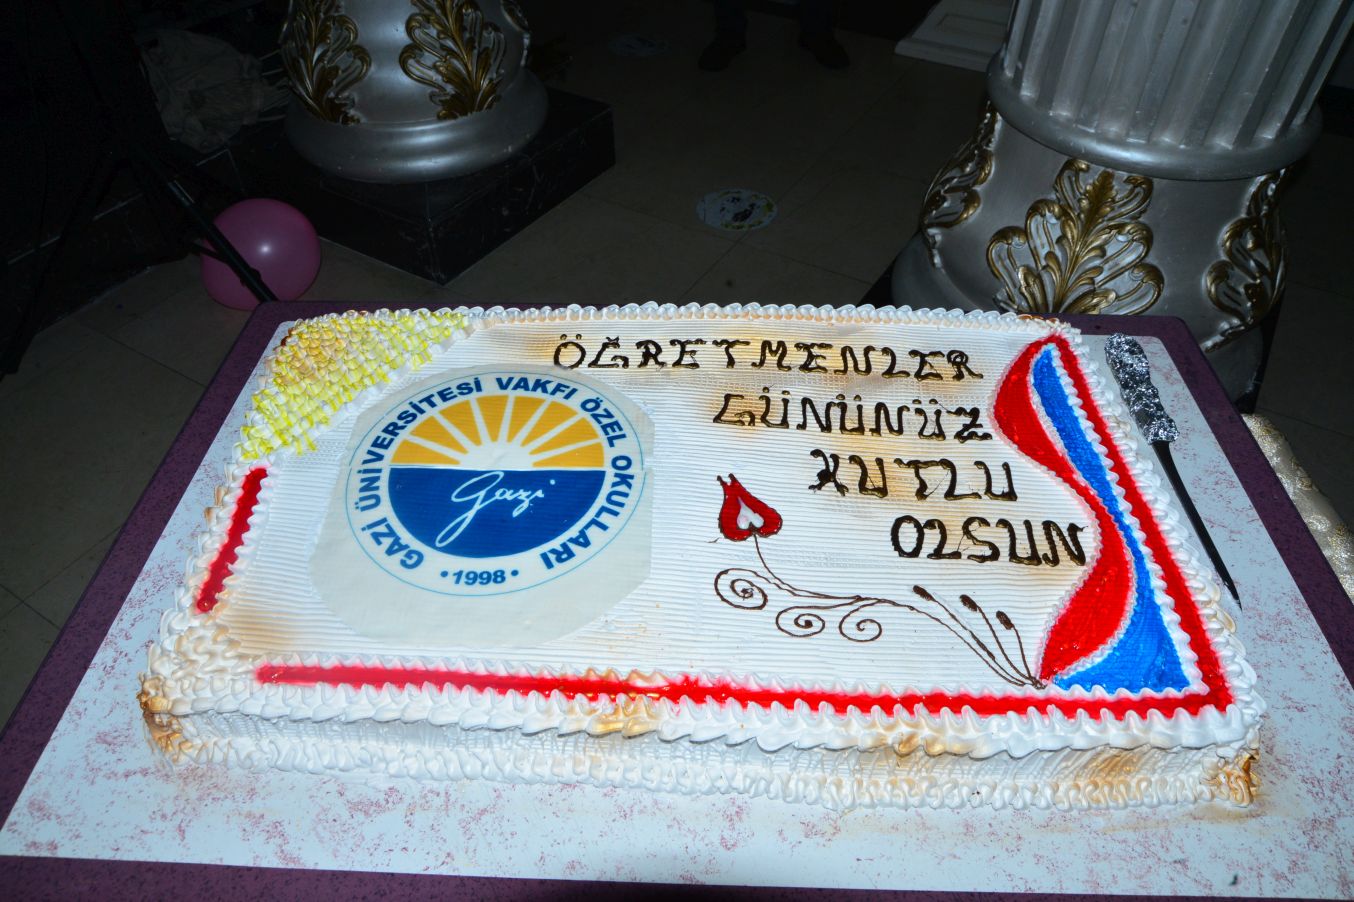 ÖĞRETMENLER
GÜNÜNÜZ
KUTLU
OLSUN
GAZİ ÜNİVERSİTESİ VAKFI ÖZEL OKULLARI
gazi
• 1998 •